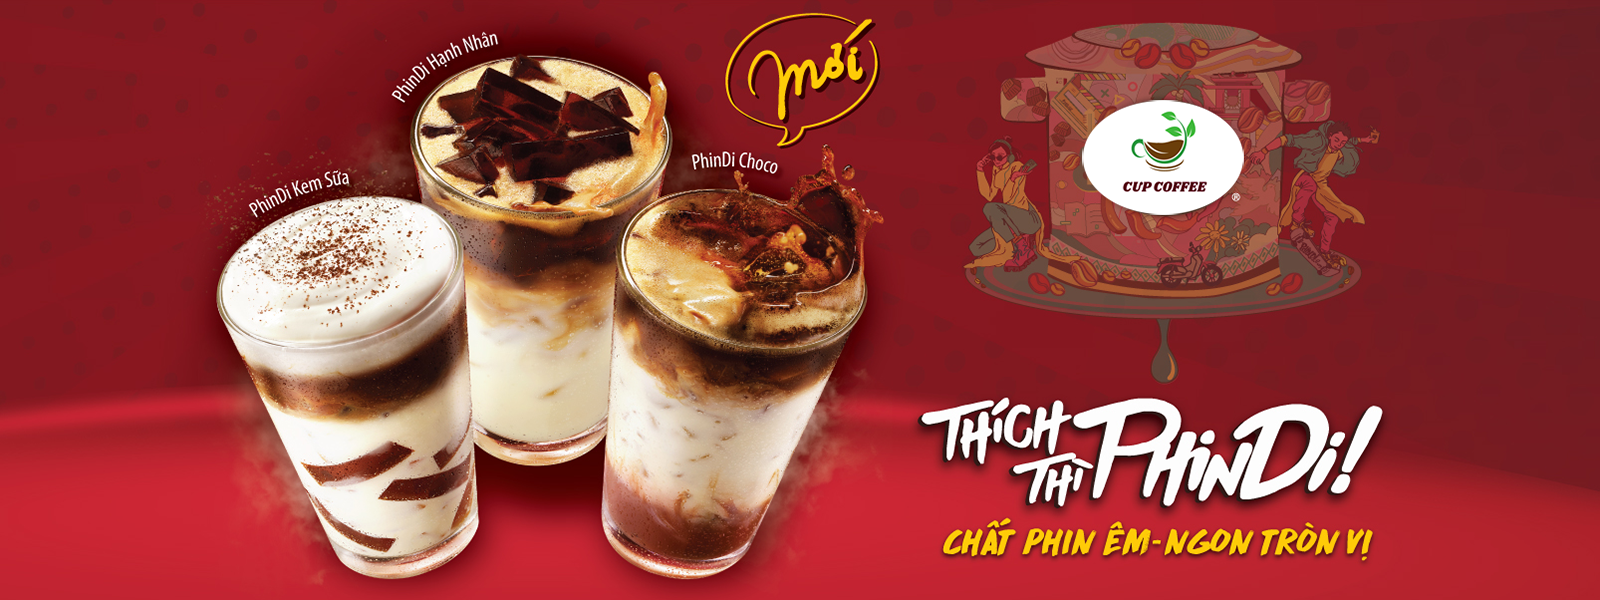 PhinDi Hạnh Nhân
Mới
PhinDi Choco
PhinDi Kem Sữa
CUP COFFEE
®
THÍCH
THÌ PHINDI!
CHẤT PHIN ÊM-NGON TRÒN VỊ